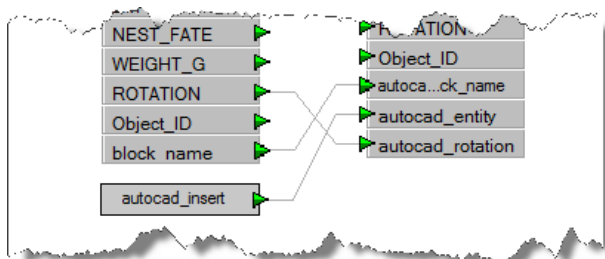 NEST_FATE
WEIGHT_G
ROTATION
Object_ID
block_name
autocad_insert
Object_ID
autoca...ck_name
autocad_entity
autocad_rotation